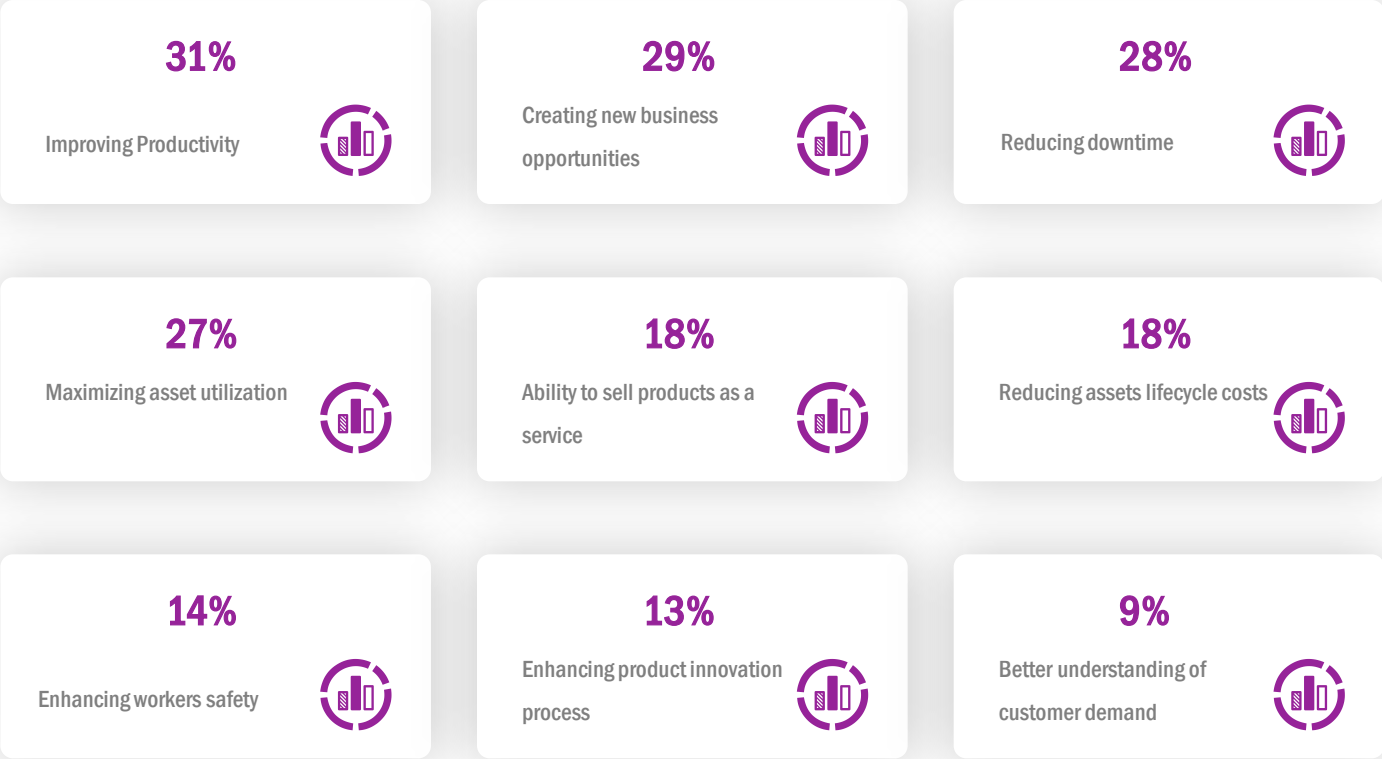 31%
Improving Productivity
29%
Creating new business
opportunities
28%
Reducing downtime
27%
Maximizing asset utilization
18%
Ability to sell products as a
service
18%
Reducing assets lifecycle costs
14%
Enhancing workers safety
13%
Enhancing product innovation
process
9%
Better understanding of
customer demand